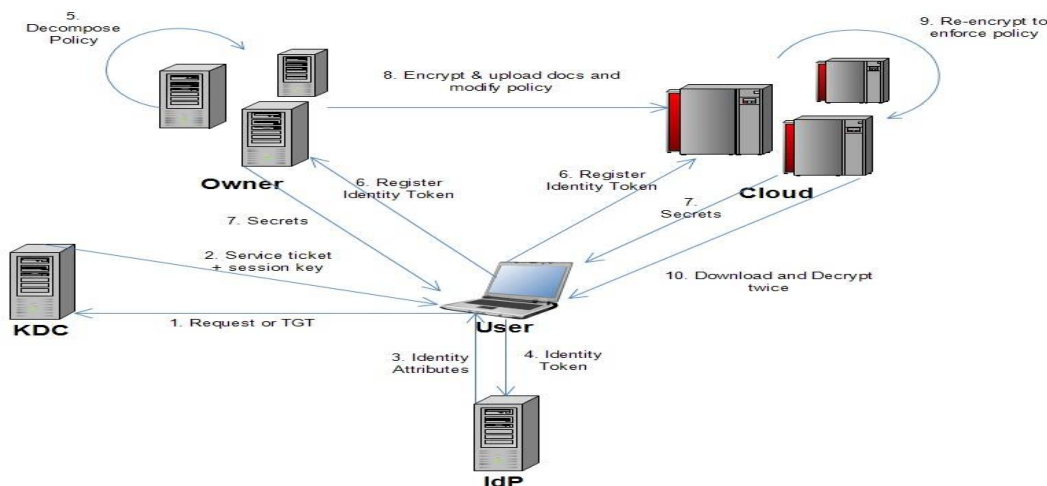 5.
Decompose
Policy
9. Re-encrypt to
enforce policy
8. Encrypt & upload docs and
modify policy
Owner
6. Register
Identity Token
6. Register
Identity Token
Cloud
7. Secrets
7.
Secrets
2. Service ticket
+ session key
10. Download and Decrypt
twice
KDC
1. Request or TGT
User
3. Identity
Attributes
4. Identity
Token
IdP